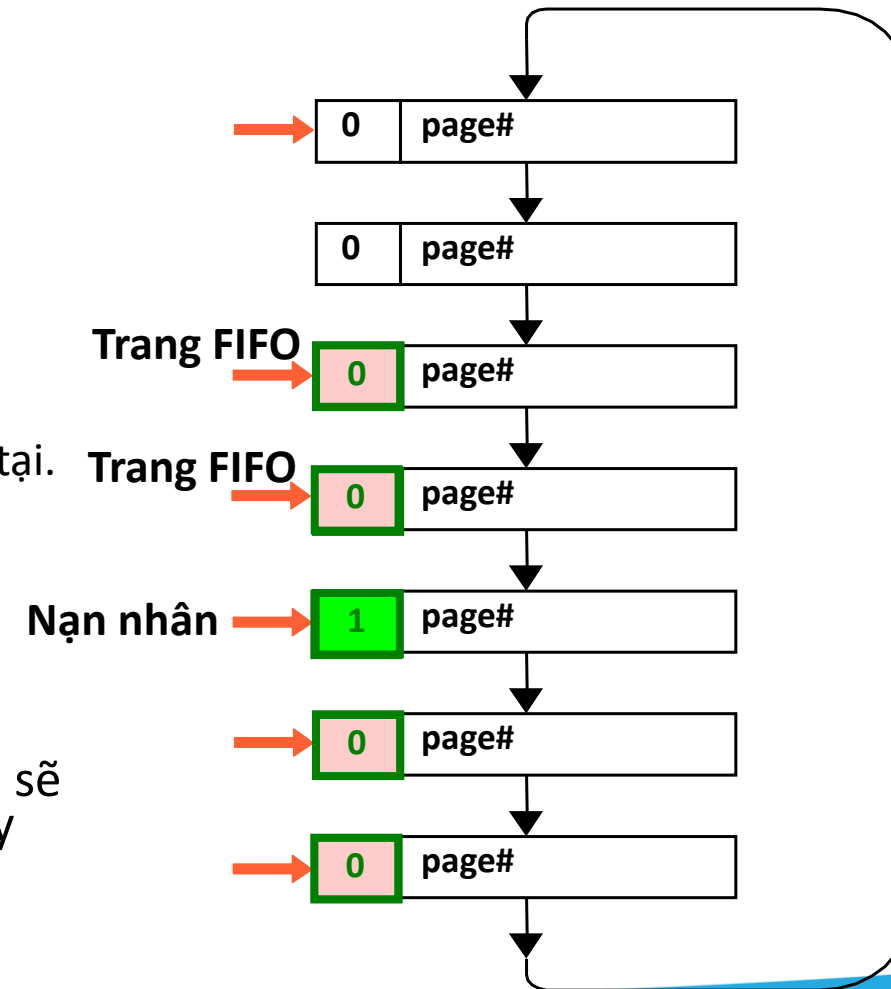 0 page#
0 page#
Trang FIFO
0 page#
tại.
Trang FIFO
0 page#
Nạn nhân
1 page#
0 page#
sẽ
0 page#